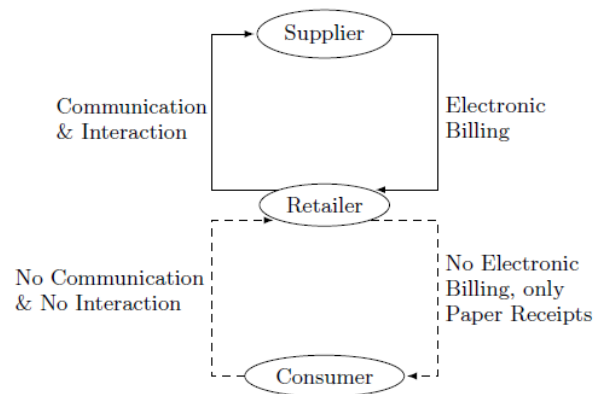 Supplier
Communication
& Interaction
Electronic
Billing
Retailer
No Communication
& No Interaction
No Electronic
Billing, only
Paper Receipts
Consumer